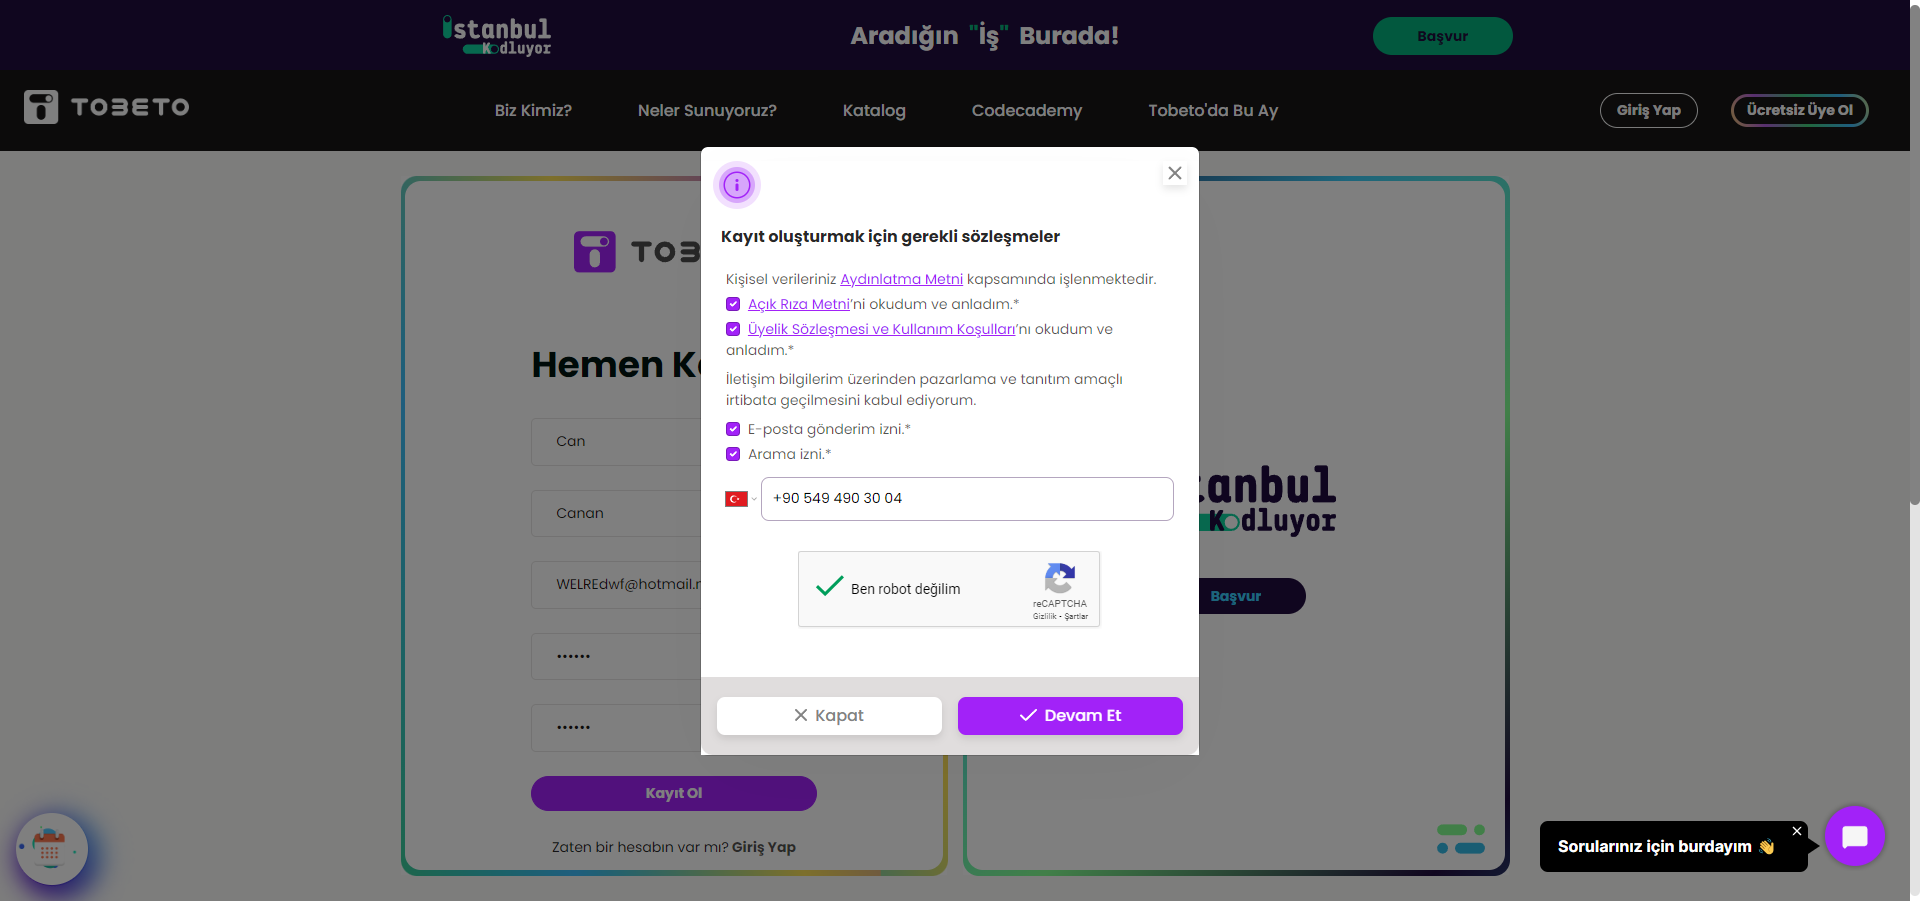 istanbul
Kodluyor
Aradığın "İş" Burada!
Başvur
TOBETO
Biz Kimiz?
Neler Sunuyoruz?
Katalog
Codecademy
Tobeto'da Bu Ay
Giriş Yap
Ücretsiz Üye Ol
Kayıt oluşturmak için gerekli sözleşmeler
Kişisel verileriniz Aydınlatma Metni kapsamında işlenmektedir.
Açık Rıza Metni'ni okudum ve anladım.*
Üyelik Sözleşmesi ve Kullanım Koşulları'nı okudum ve
anladım.*
İletişim bilgilerim üzerinden pazarlama ve tanıtım amaçlı
irtibata geçilmesini kabul ediyorum.
E-posta gönderim izni.*
Arama izni.*
+90 549 490 30 04
Ben robot değilim
reCAPTCHA
Gizlilik - Şartlar
Kapat
Devam Et
Hemen
Can
Canan
WELREdwf@hotmail.
••••••
••••••
Kayıt Ol
Zaten bir hesabın var mı? Giriş Yap
anbul
Kodluyor
Başvur
Sorularınız için burdayım 👋